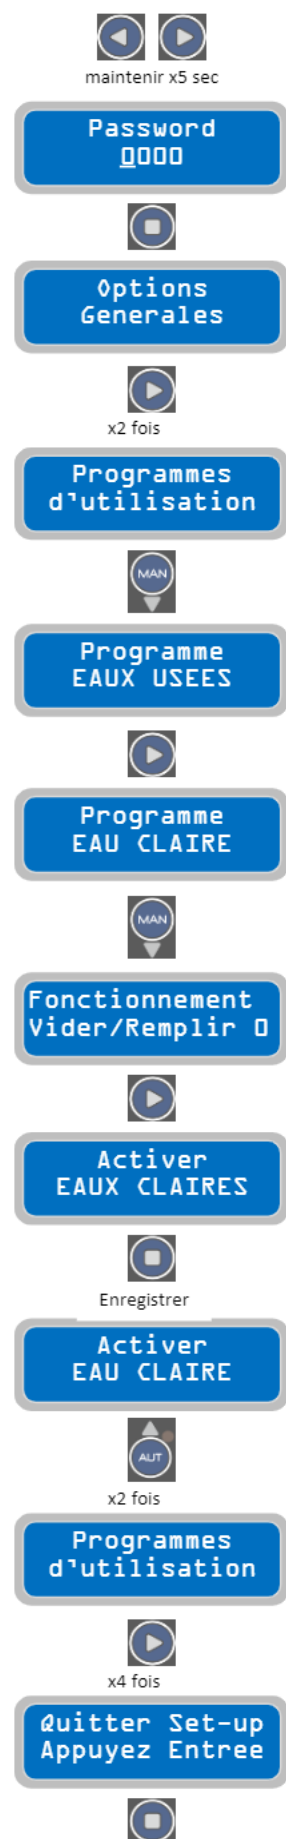 maintenir x5 sec
Password
0000
Options
Generales
x2 fois
Programmes
d'utilisation
MAN
Programme
EAUX USEES
Programme
EAU CLAIRE
MAN
Fonctionnement
Vider/Remplir 0
Activer
EAUX CLAIRES
Enregistrer
Activer
EAU CLAIRE
AUT
x2 fois
Programmes
d'utilisation
x4 fois
Quitter Set-up
Appuyez Entree